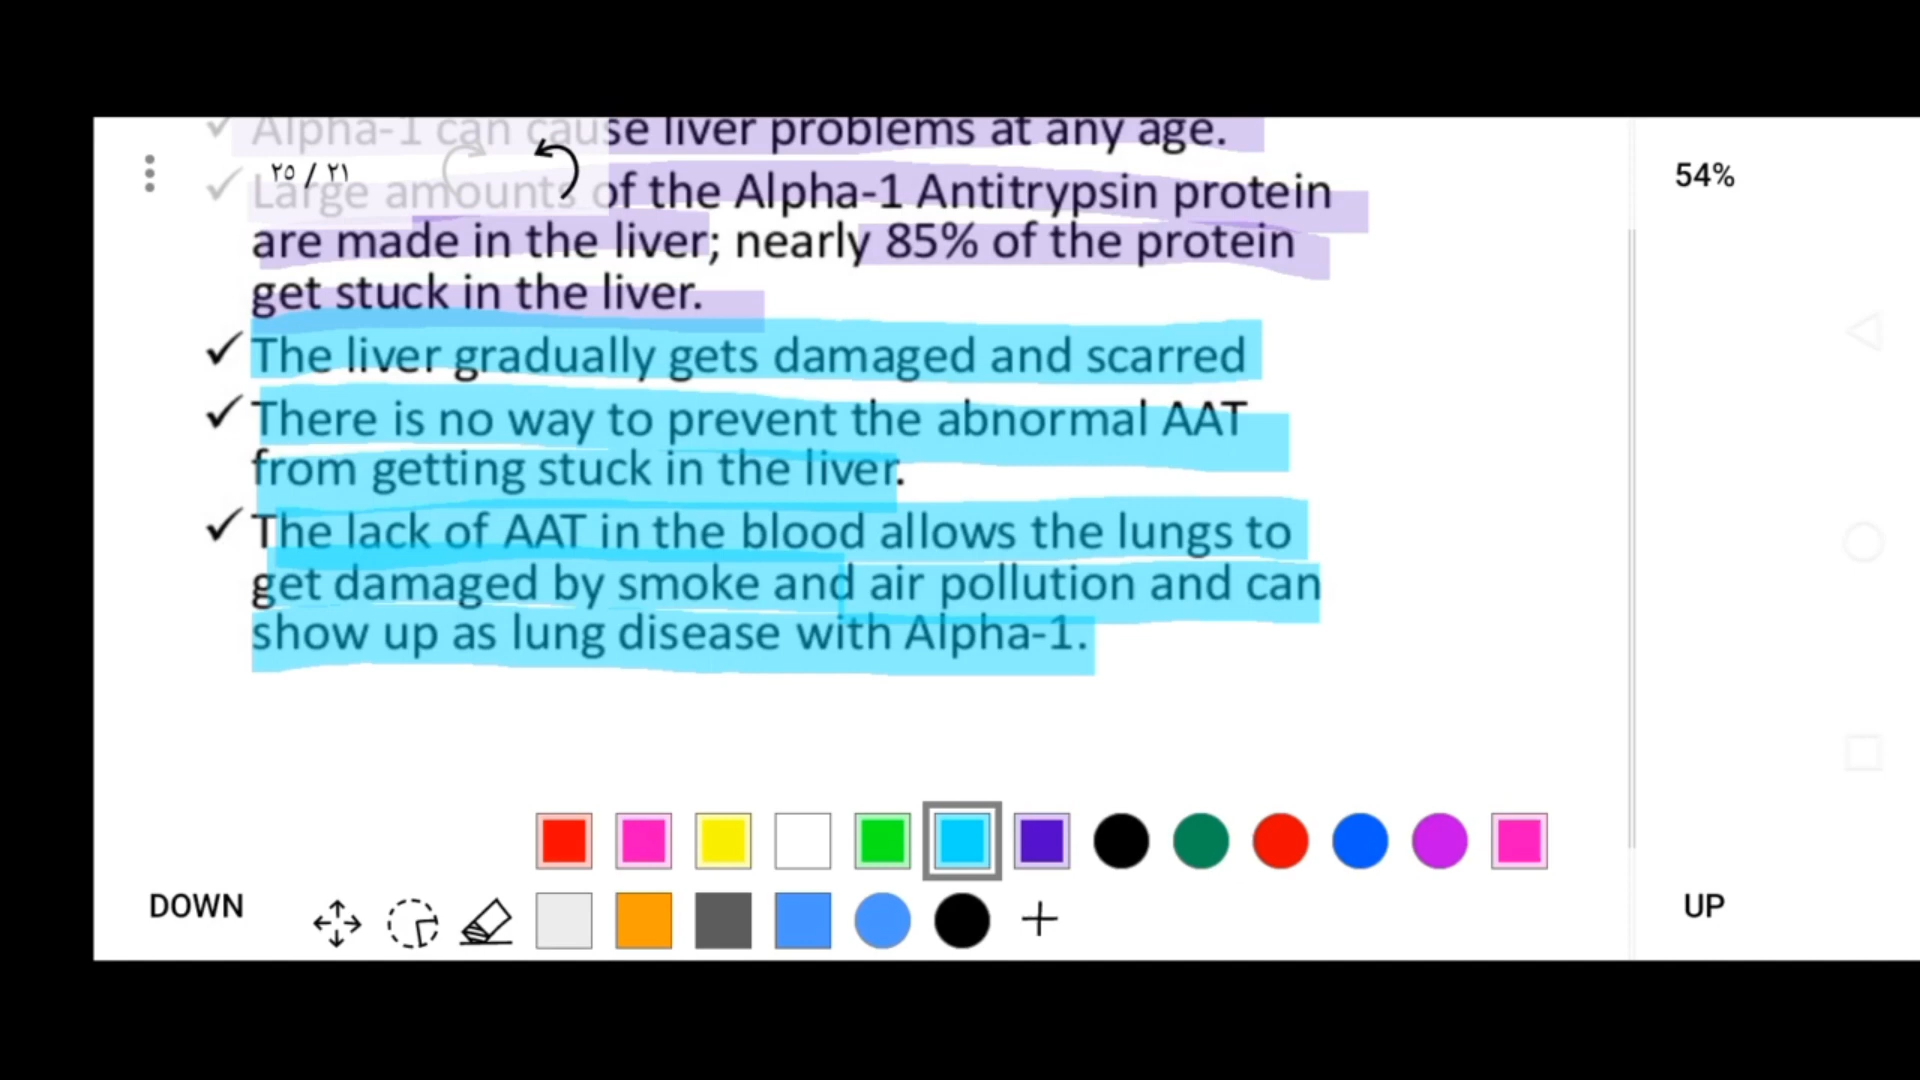 Alpha-1 can cause liver problems at any age.
٢٥ / ٢١
54%
Large amounts of the Alpha-1 Antitrypsin protein
are made in the liver; nearly 85% of the protein
get stuck in the liver.
The liver gradually gets damaged and scarred
There is no way to prevent the abnormal AAT
from getting stuck in the liver.
The lack of AAT in the blood allows the lungs to
get damaged by smoke and air pollution and can
show up as lung disease with Alpha-1.
DOWN
UP